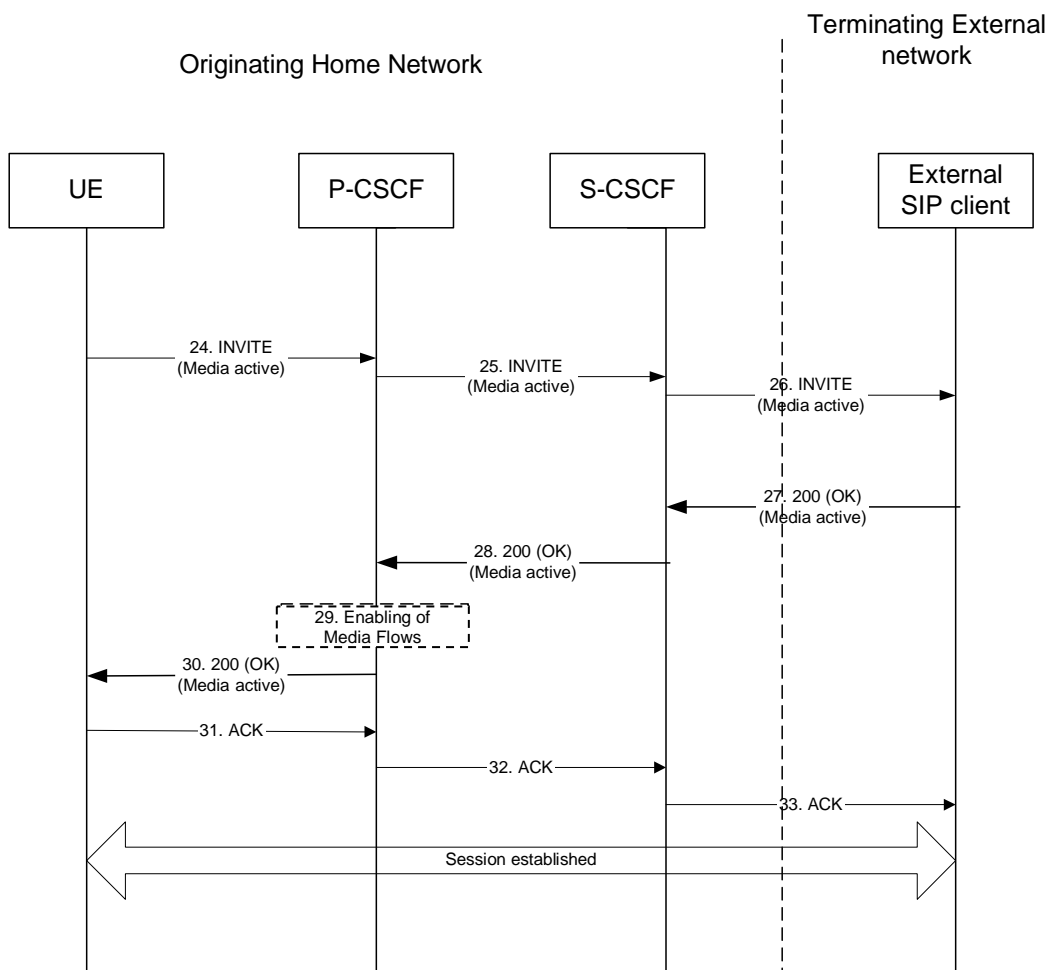 Terminating External
network
Originating Home Network
UE
P-CSCF
S-CSCF
External
SIP client
24. INVITE
(Media active)
25. INVITE
(Media active)
26. INVITE
(Media active)
27. 200 (OK)
(Media active)
28. 200 (OK)
(Media active)
29. Enabling of
Media Flows
30. 200 (OK)
(Media active)
31. ACK
32. ACK
33. ACK
Session established